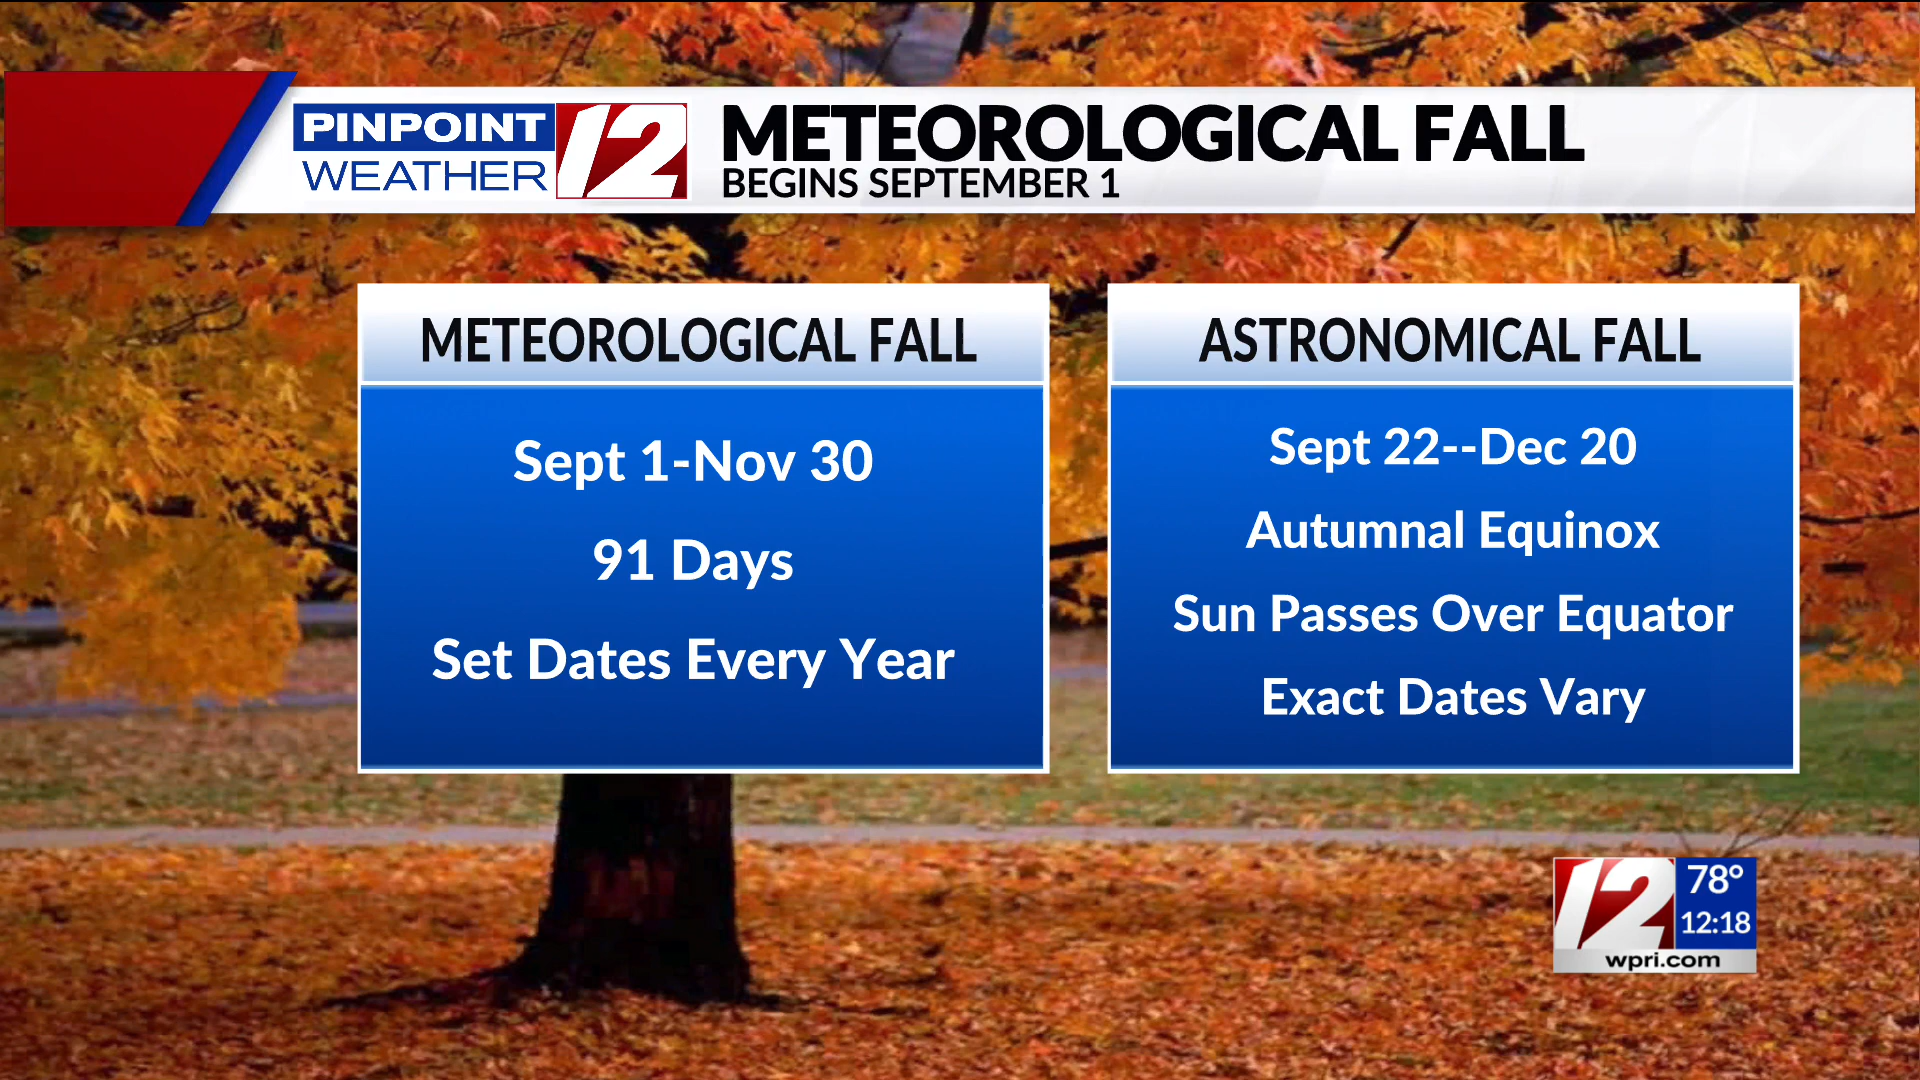 PINPOINT
WEATHER
12
METEOROLOGICAL FALL
BEGINS SEPTEMBER 1
METEOROLOGICAL FALL
Sept 1-Nov 30
91 Days
Set Dates Every Year
ASTRONOMICAL FALL
Sept 22--Dec 20
Autumnal Equinox
Sun Passes Over Equator
Exact Dates Vary
12
78°
12:18
wpri.com